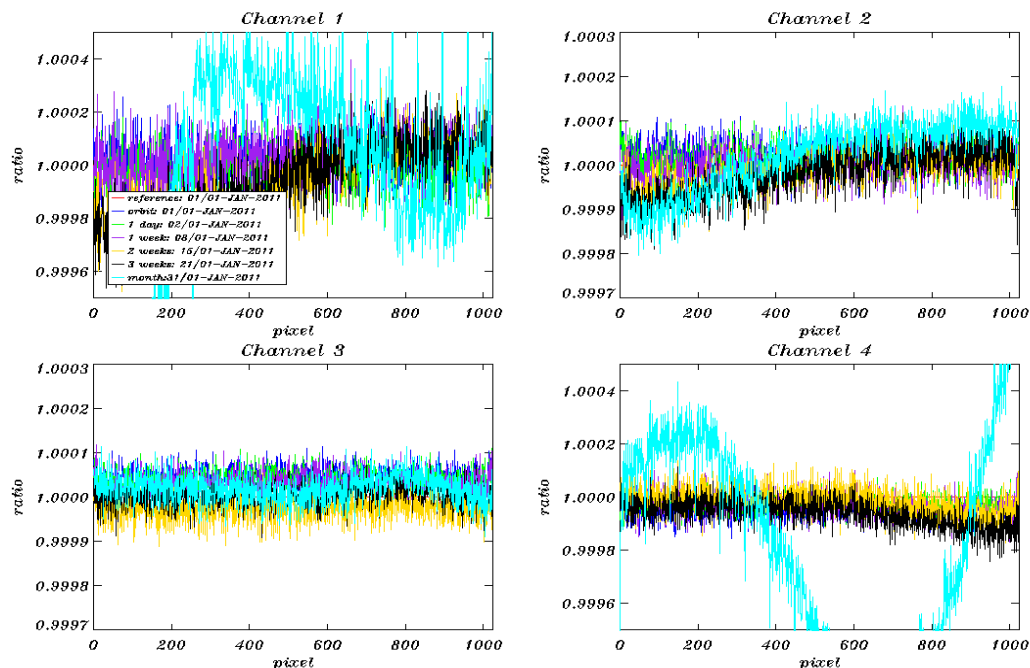 Channel 1
1.0004
1.0002
1.0000
0.9998
0.9996
ratio
reference: 01/01-JAN-2011
orbit: 01/01-JAN-2011
1 day: 02/01-JAN-2011
1 week: 08/01-JAN-2011
2 weeks: 15/01-JAN-2011
3 weeks: 21/01-JAN-2011
month:31/01-JAN-2011
0 200 400 600 800 1000
pixel
Channel 2
1.0003
1.0002
1.0001
1.0000
0.9999
0.9998
0.9997
ratio
0 200 400 600 800 1000
pixel
Channel 3
1.0003
1.0002
1.0001
1.0000
0.9999
0.9998
0.9997
ratio
0 200 400 600 800 1000
pixel
Channel 4
1.0004
1.0002
1.0000
0.9998
0.9996
ratio
0 200 400 600 800 1000
pixel